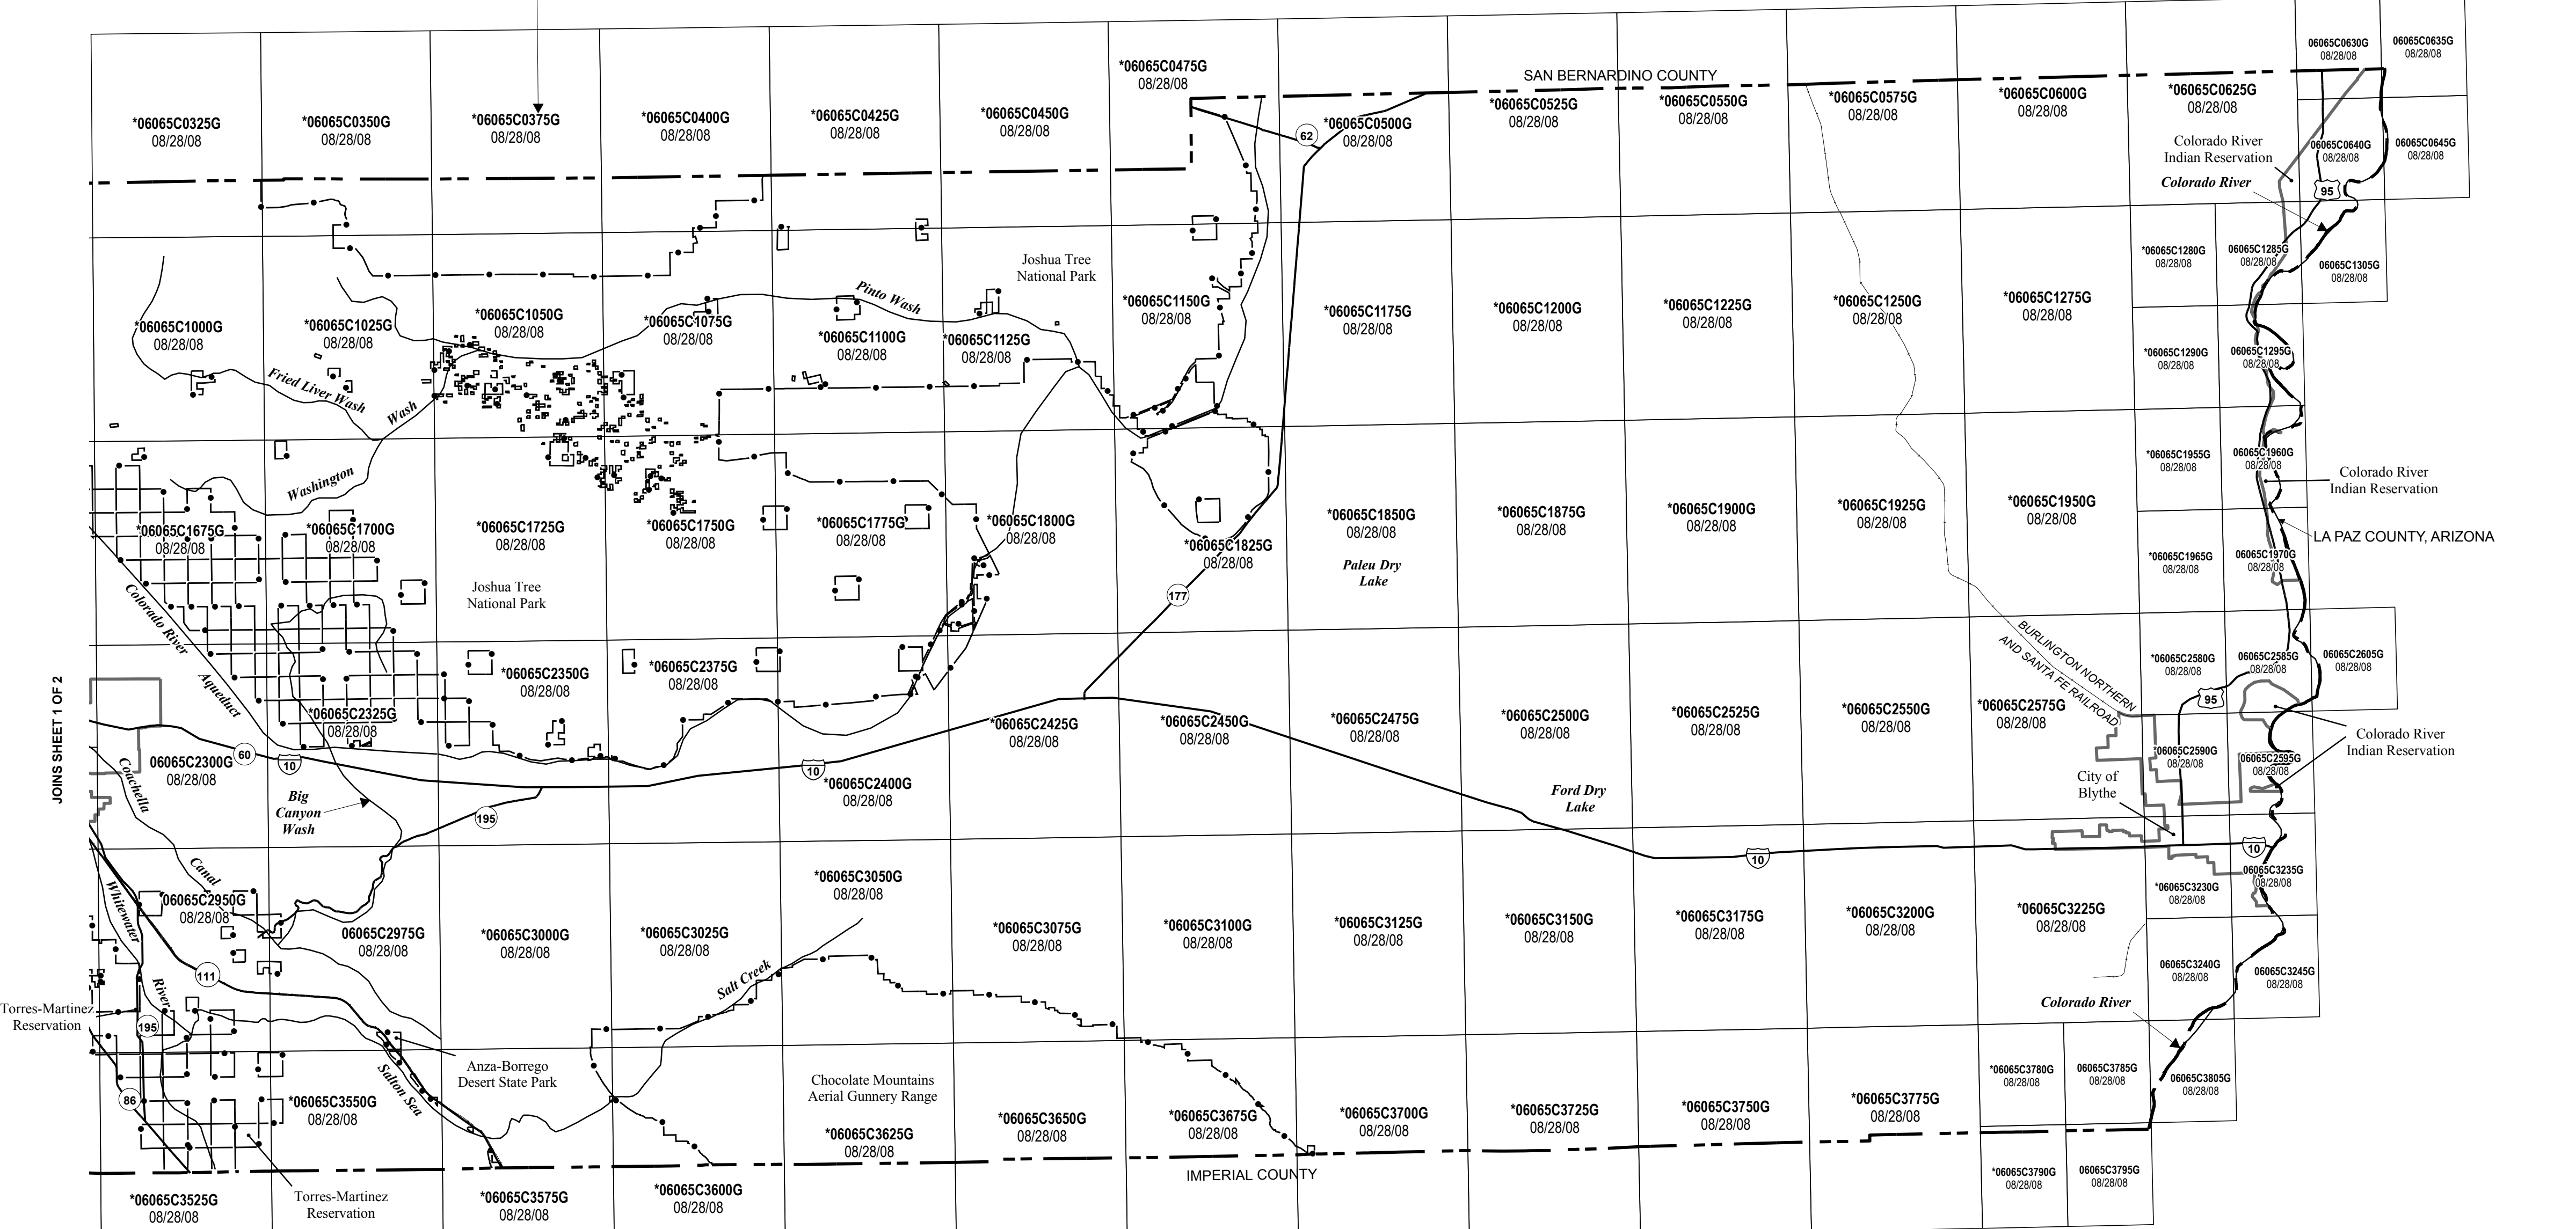 SAN BERNARDINO COUNTY
*06065C0325G
08/28/08
*06065C0350G
08/28/08
*06065C0375G
08/28/08
*06065C0400G
08/28/08
*06065C0425G
08/28/08
*06065C0450G
08/28/08
*06065C0475G
08/28/08
62
*06065C0500G
08/28/08
*06065C0525G
08/28/08
*06065C0550G
08/28/08
*06065C0575G
08/28/08
*06065C0600G
08/28/08
*06065C0625G
08/28/08
06065C0630G
08/28/08
06065C0635G
08/28/08
06065C0640G
08/28/08
06065C0645G
08/28/08
Colorado River
Indian Reservation
Colorado River
95
*06065C1000G
08/28/08
*06065C1025G
08/28/08
*06065C1050G
08/28/08
*06065C1075G
08/28/08
Pinto Wash
*06065C1100G
08/28/08
*06065C1125G
08/28/08
Joshua Tree
National Park
*06065C1150G
08/28/08
*06065C1175G
08/28/08
*06065C1200G
08/28/08
*06065C1225G
08/28/08
*06065C1250G
08/28/08
*06065C1275G
08/28/08
*06065C1280G
08/28/08
06065C1285G
08/28/08
*06065C1305G
08/28/08
*06065C1290G
08/28/08
06065C1295G
08/28/08
Fried Liver Wash
Wash
Washington
*06065C1675G
08/28/08
*06065C1700G
08/28/08
*06065C1725G
08/28/08
*06065C1750G
08/28/08
*06065C1775G
08/28/08
*06065C1800G
08/28/08
*06065C1825G
08/28/08
*06065C1850G
08/28/08
*06065C1875G
08/28/08
*06065C1900G
08/28/08
*06065C1925G
08/28/08
*06065C1950G
08/28/08
*06065C1955G
08/28/08
06065C1960G
08/28/08
*06065C1965G
08/28/08
06065C1970G
08/28/08
Colorado River
Indian Reservation
LA PAZ COUNTY, ARIZONA
Paleu Dry
Lake
177
Joshua Tree
National Park
Colorado River
Aqueduct
JOINS SHEET 1 OF 2
06065C2300G
08/28/08
*06065C2325G
08/28/08
*06065C2350G
08/28/08
*06065C2375G
08/28/08
*06065C2400G
08/28/08
*06065C2425G
08/28/08
*06065C2450G
08/28/08
*06065C2475G
08/28/08
*06065C2500G
08/28/08
*06065C2525G
08/28/08
*06065C2550G
08/28/08
*06065C2575G
08/28/08
BURLINGTON NORTHERN
AND SANTA FE RAILROAD
*06065C2580G
08/28/08
06065C2585G
08/28/08
*06065C2605G
08/28/08
95
*06065C2590G
08/28/08
06065C2595G
08/28/08
Colorado River
Indian Reservation
City of
Blythe
Ford Dry
Lake
60
10
10
10
10
195
Big
Canyon
Wash
Coachella
Canal
Whitewater
River
06065C2950G
08/28/08
06065C2975G
08/28/08
*06065C3000G
08/28/08
*06065C3025G
08/28/08
*06065C3050G
08/28/08
*06065C3075G
08/28/08
*06065C3100G
08/28/08
*06065C3125G
08/28/08
*06065C3150G
08/28/08
*06065C3175G
08/28/08
*06065C3200G
08/28/08
*06065C3225G
08/28/08
*06065C3230G
08/28/08
06065C3235G
08/28/08
06065C3240G
08/28/08
*06065C3245G
08/28/08
Colorado River
111
Salt Creek
Torres-Martinez
Reservation
195
Anza-Borrego
Desert State Park
Salton Sea
86
Chocolate Mountains
Aerial Gunnery Range
*06065C3550G
08/28/08
*06065C3625G
08/28/08
*06065C3650G
08/28/08
*06065C3675G
08/28/08
*06065C3700G
08/28/08
*06065C3725G
08/28/08
*06065C3750G
08/28/08
*06065C3775G
08/28/08
*06065C3780G
08/28/08
06065C3785G
08/28/08
*06065C3805G
08/28/08
IMPERIAL COUNTY
*06065C3525G
08/28/08
Torres-Martinez
Reservation
*06065C3575G
08/28/08
*06065C3600G
08/28/08
*06065C3790G
08/28/08
06065C3795G
08/28/08